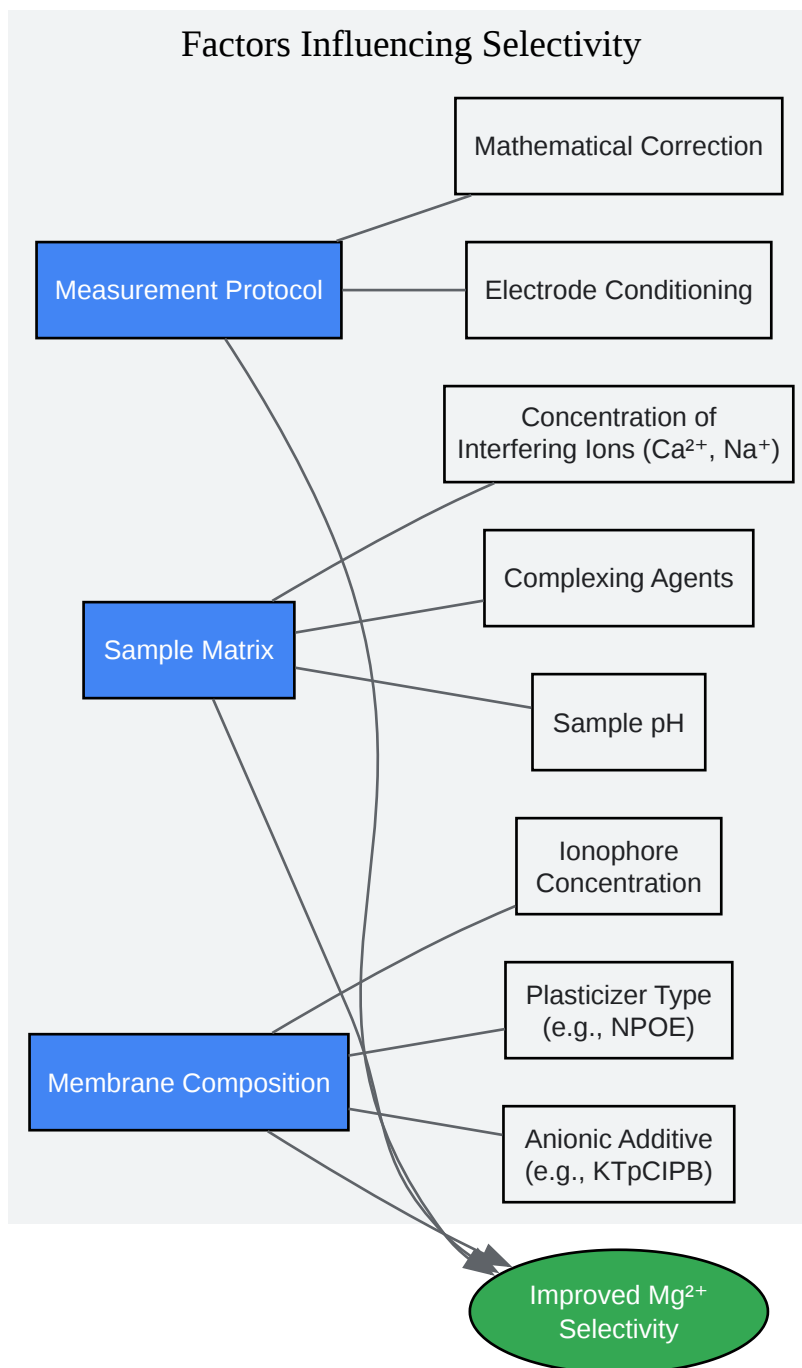 Factors Influencing Selectivity
Mathematical Correction
Measurement Protocol
Electrode Conditioning
Concentration of
Interfering Ions (Ca²⁺, Na⁺)
Complexing Agents
Sample Matrix
Sample pH
Ionophore
Concentration
Plasticizer Type
(e.g., NPOE)
Membrane Composition
Anionic Additive
(e.g., KTpCIPB)
Improved Mg²⁺
Selectivity